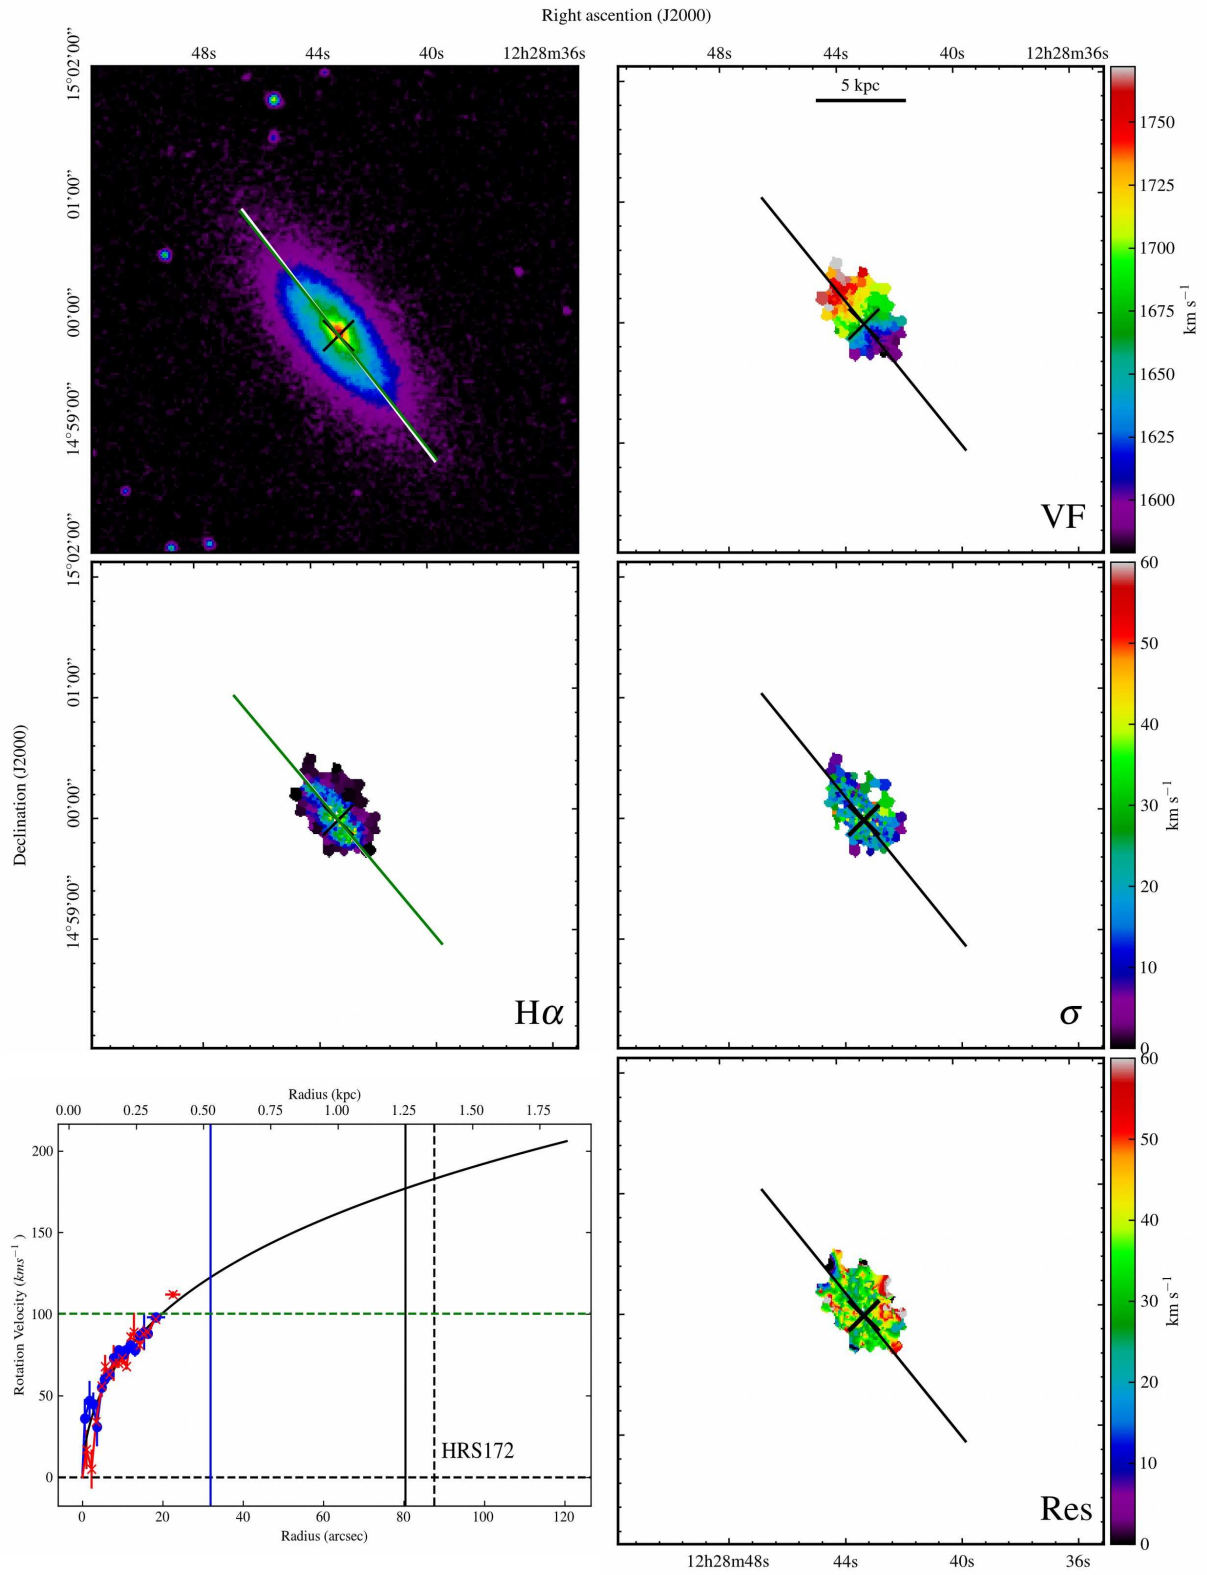 Right ascention (J2000)
48s 44s 40s 12h28m36s
48s 44s 40s 12h28m36s
15°02'00"
01'00"
00'00"
14°59'00"
5 kpc
VF
1750
1725
1700
1675
1650
1625
1600
km s⁻¹
Declination (J2000)
15°02'00"
01'00"
00'00"
14°59'00"
Hα
σ
60
50
40
30
20
10
0
km s⁻¹
Radius (kpc)
0.00 0.25 0.50 0.75 1.00 1.25 1.50 1.75
Rotation Velocity (kms⁻¹ )
200
150
100
50
0
HRS172
0 20 40 60 80 100 120
Radius (arcsec)
Res
60
50
40
30
20
10
0
km s⁻¹
12h28m48s 44s 40s 36s